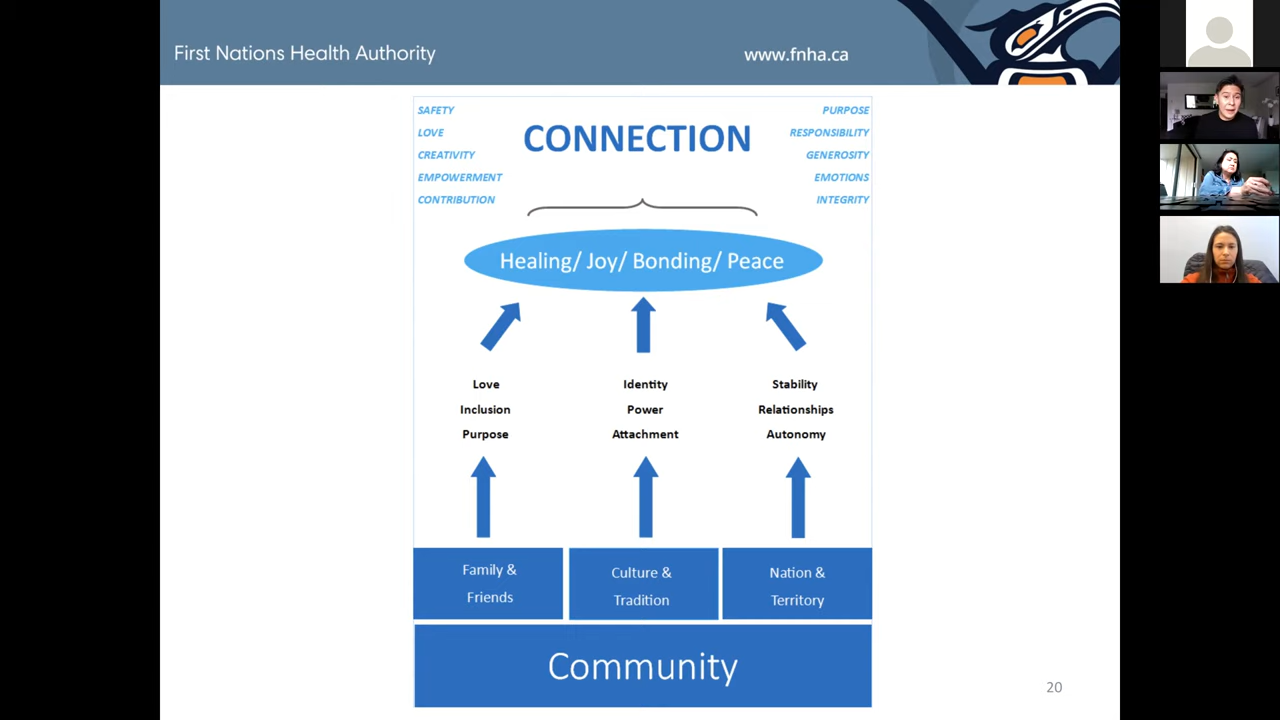 First Nations Health Authority
www.fnha.ca
SAFETY
LOVE
CREATIVITY
EMPOWERMENT
CONTRIBUTION
CONNECTION
PURPOSE
RESPONSIBILITY
GENEROSITY
EMOTIONS
INTEGRITY
Healing/ Joy/ Bonding/ Peace
Love
Inclusion
Purpose
Identity
Power
Attachment
Stability
Relationships
Autonomy
Family &
Friends
Culture &
Tradition
Nation &
Territory
Community
20